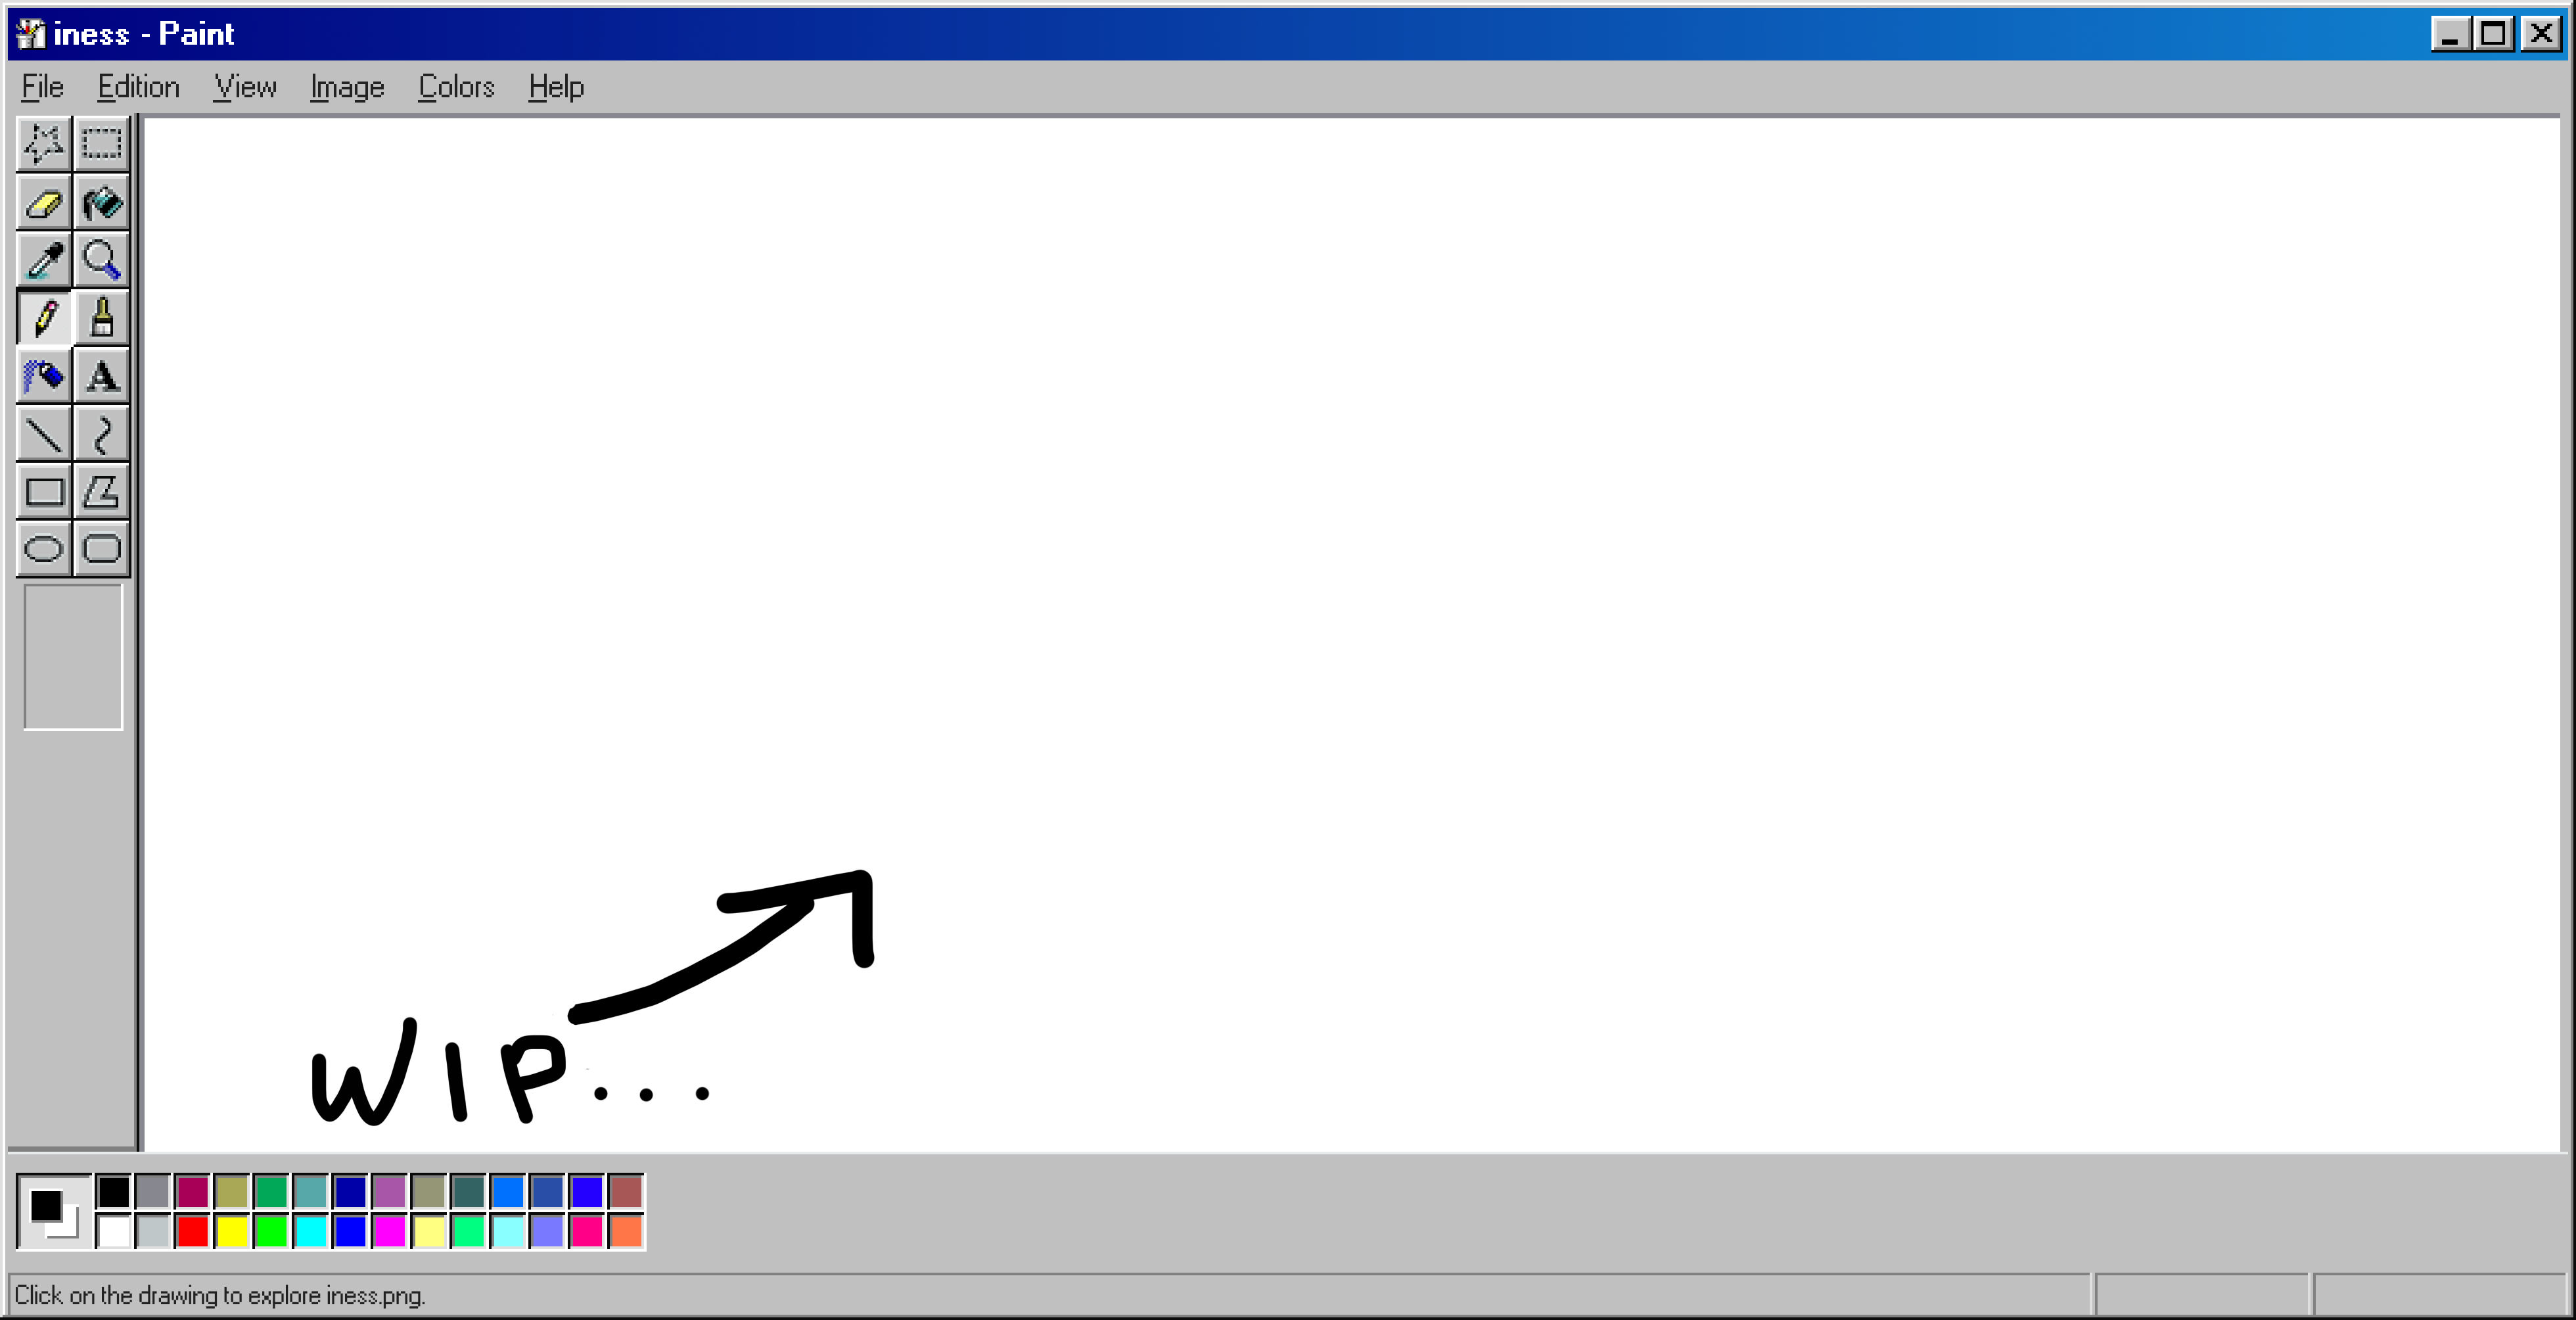 iness - Paint
File Edition View Image Colors Help
A
WIP...
Click on the drawing to explore iness.png.